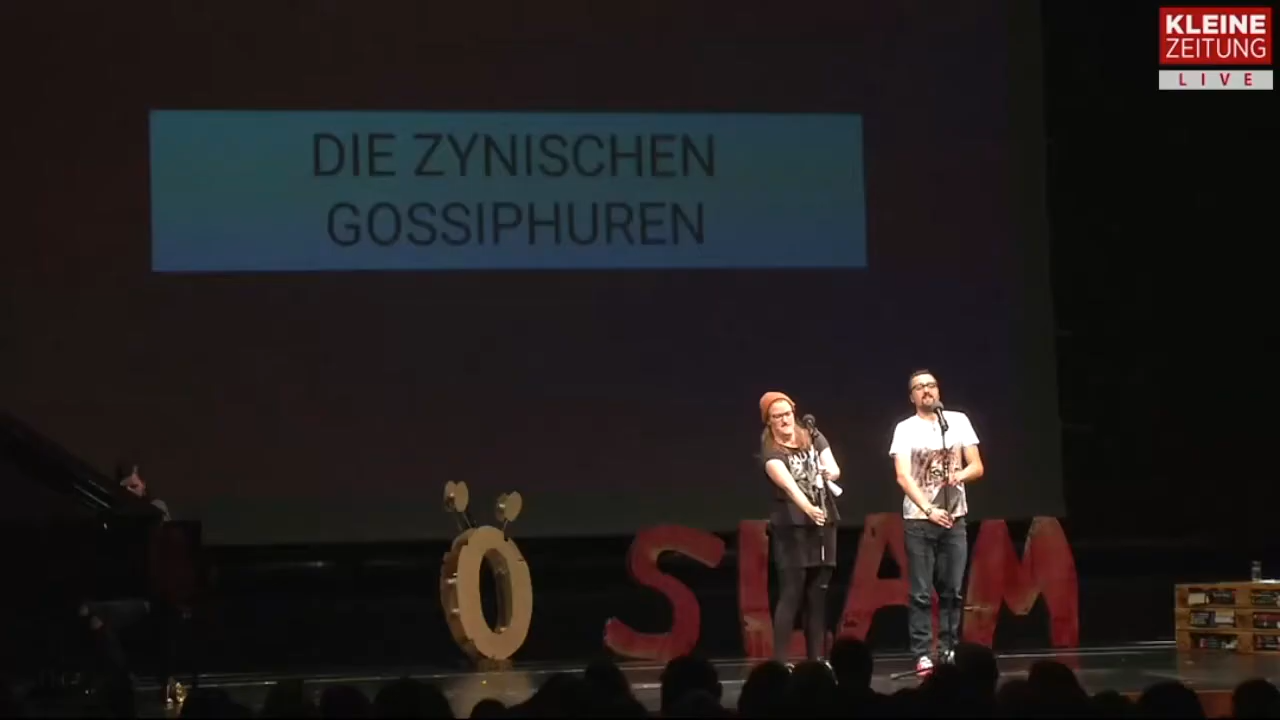 KLEINE
ZEITUNG
LIVE
DIE ZYNISCHEN
GOSSIPHUREN
Ö SLAM